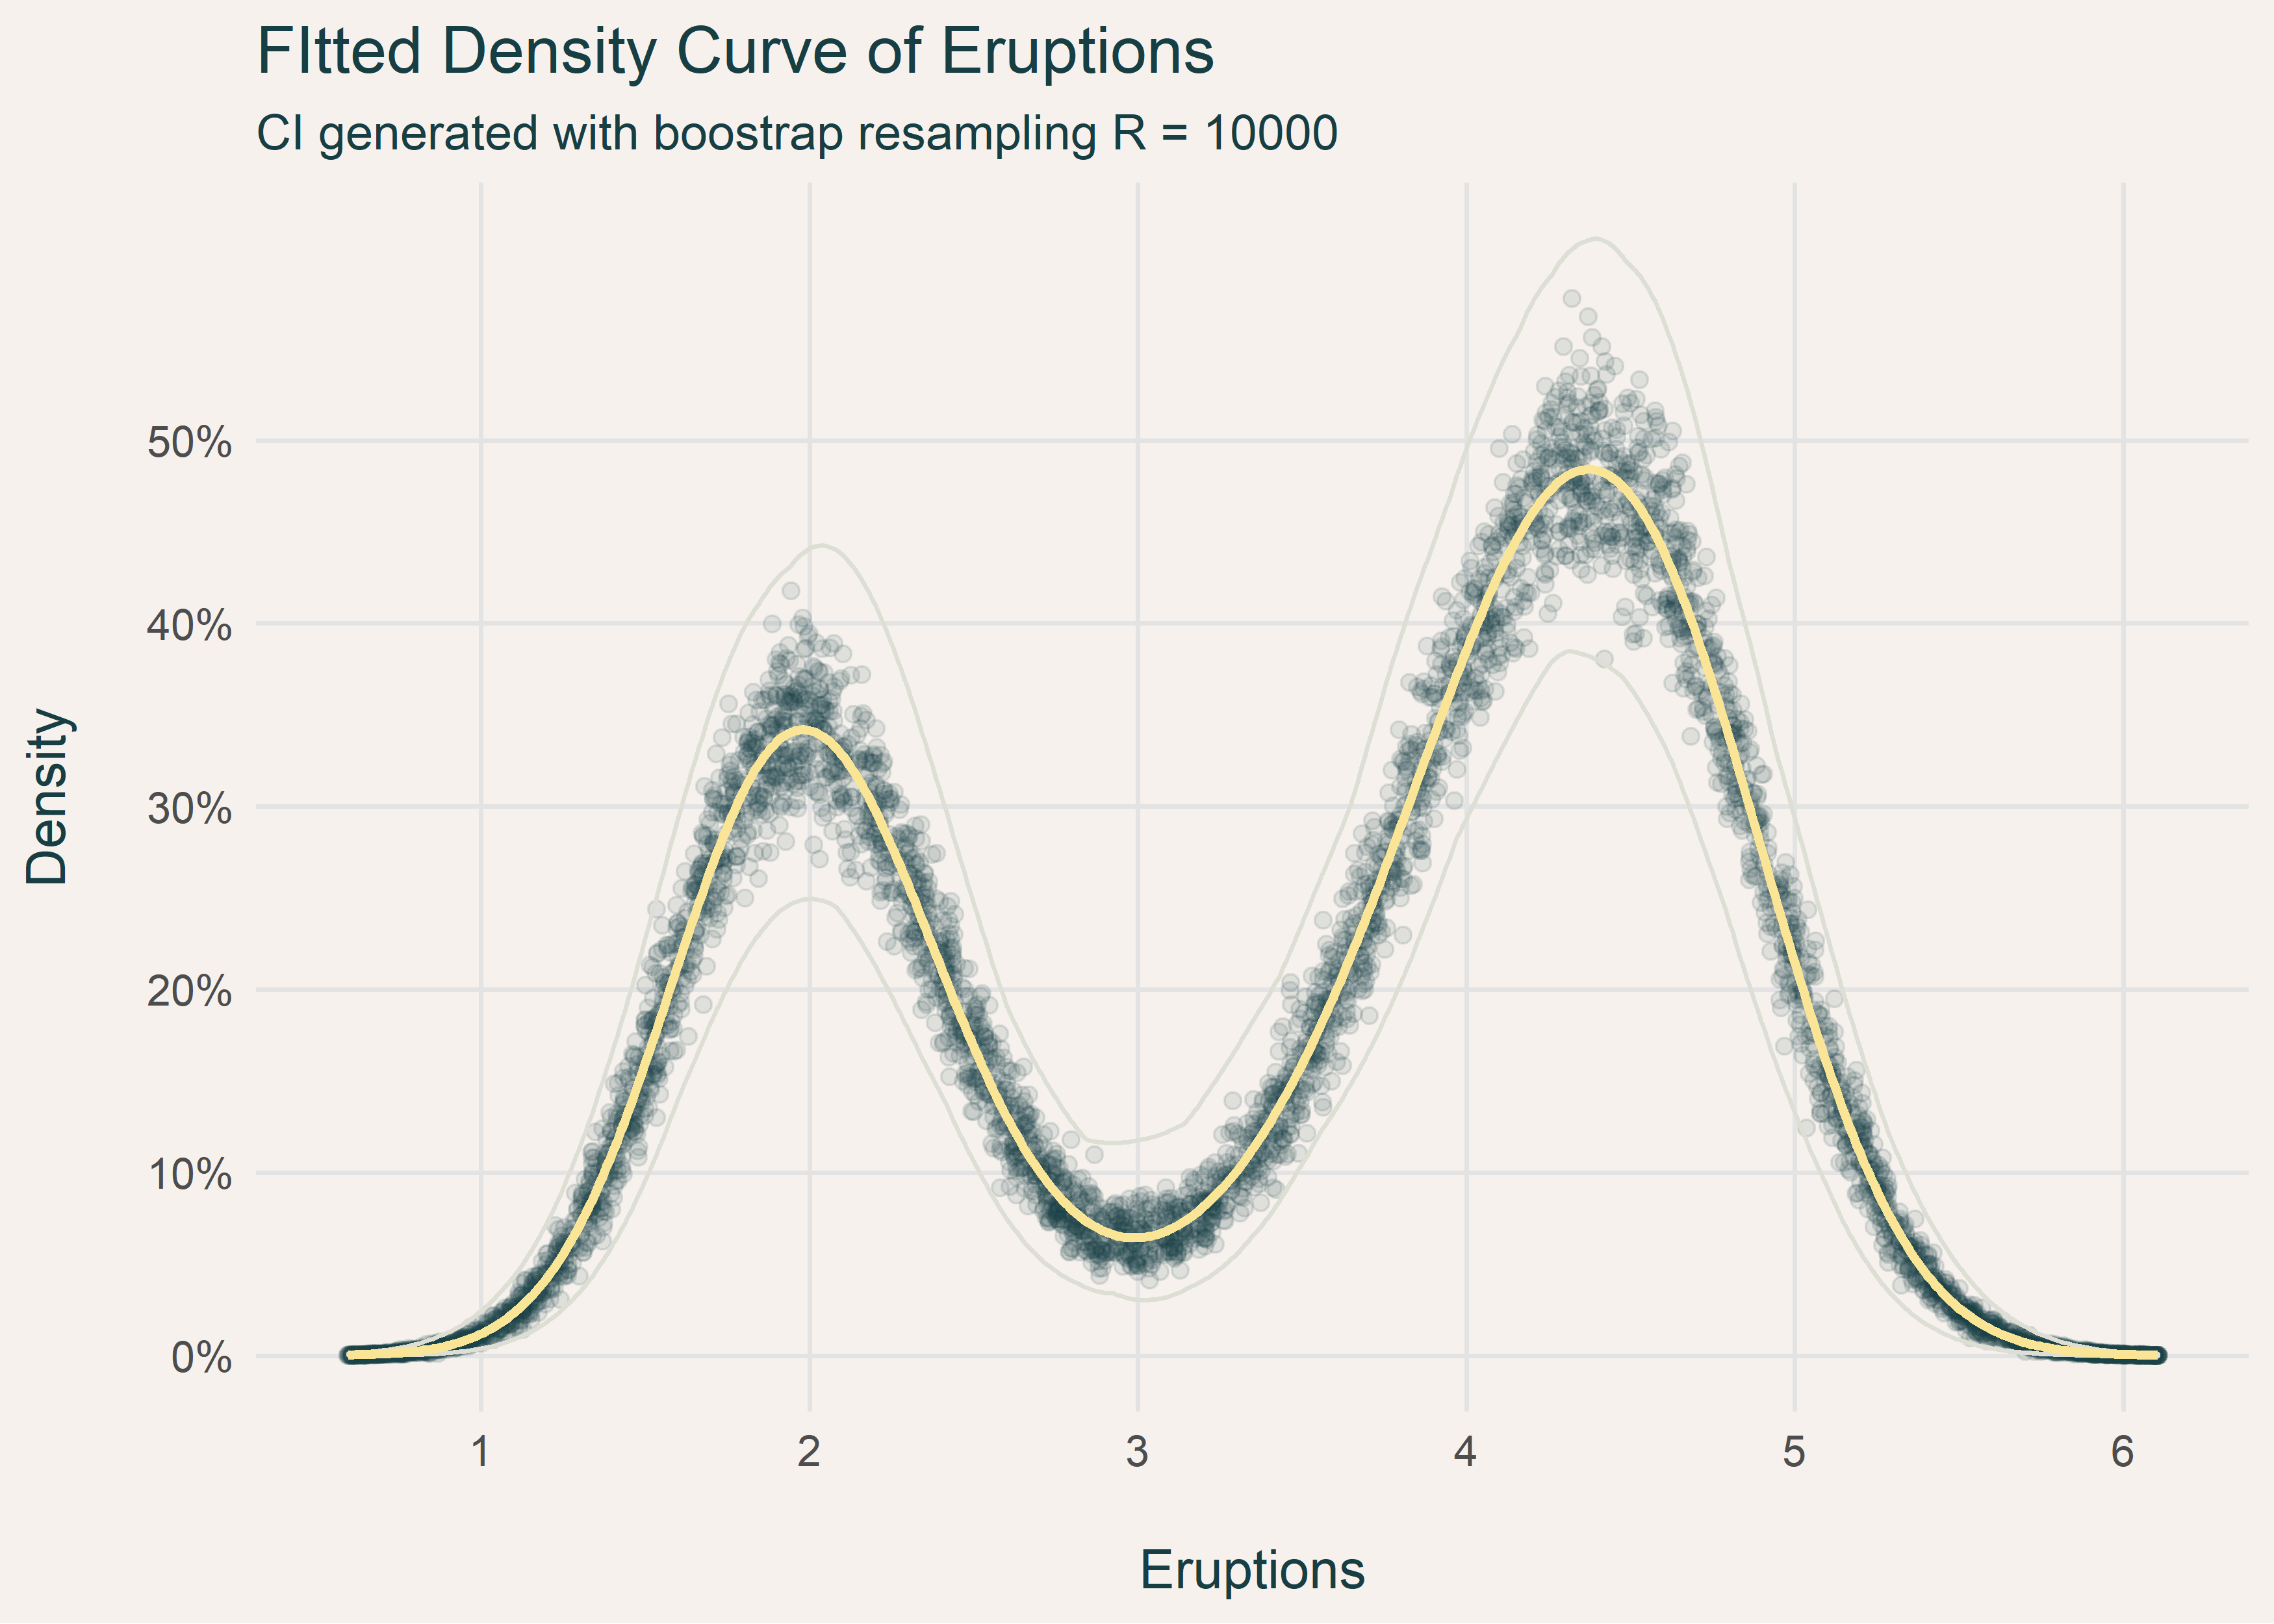 FItted Density Curve of Eruptions
CI generated with boostrap resampling R = 10000
Density
50%
40%
30%
20%
10%
0%
1 2 3 4 5 6
Eruptions